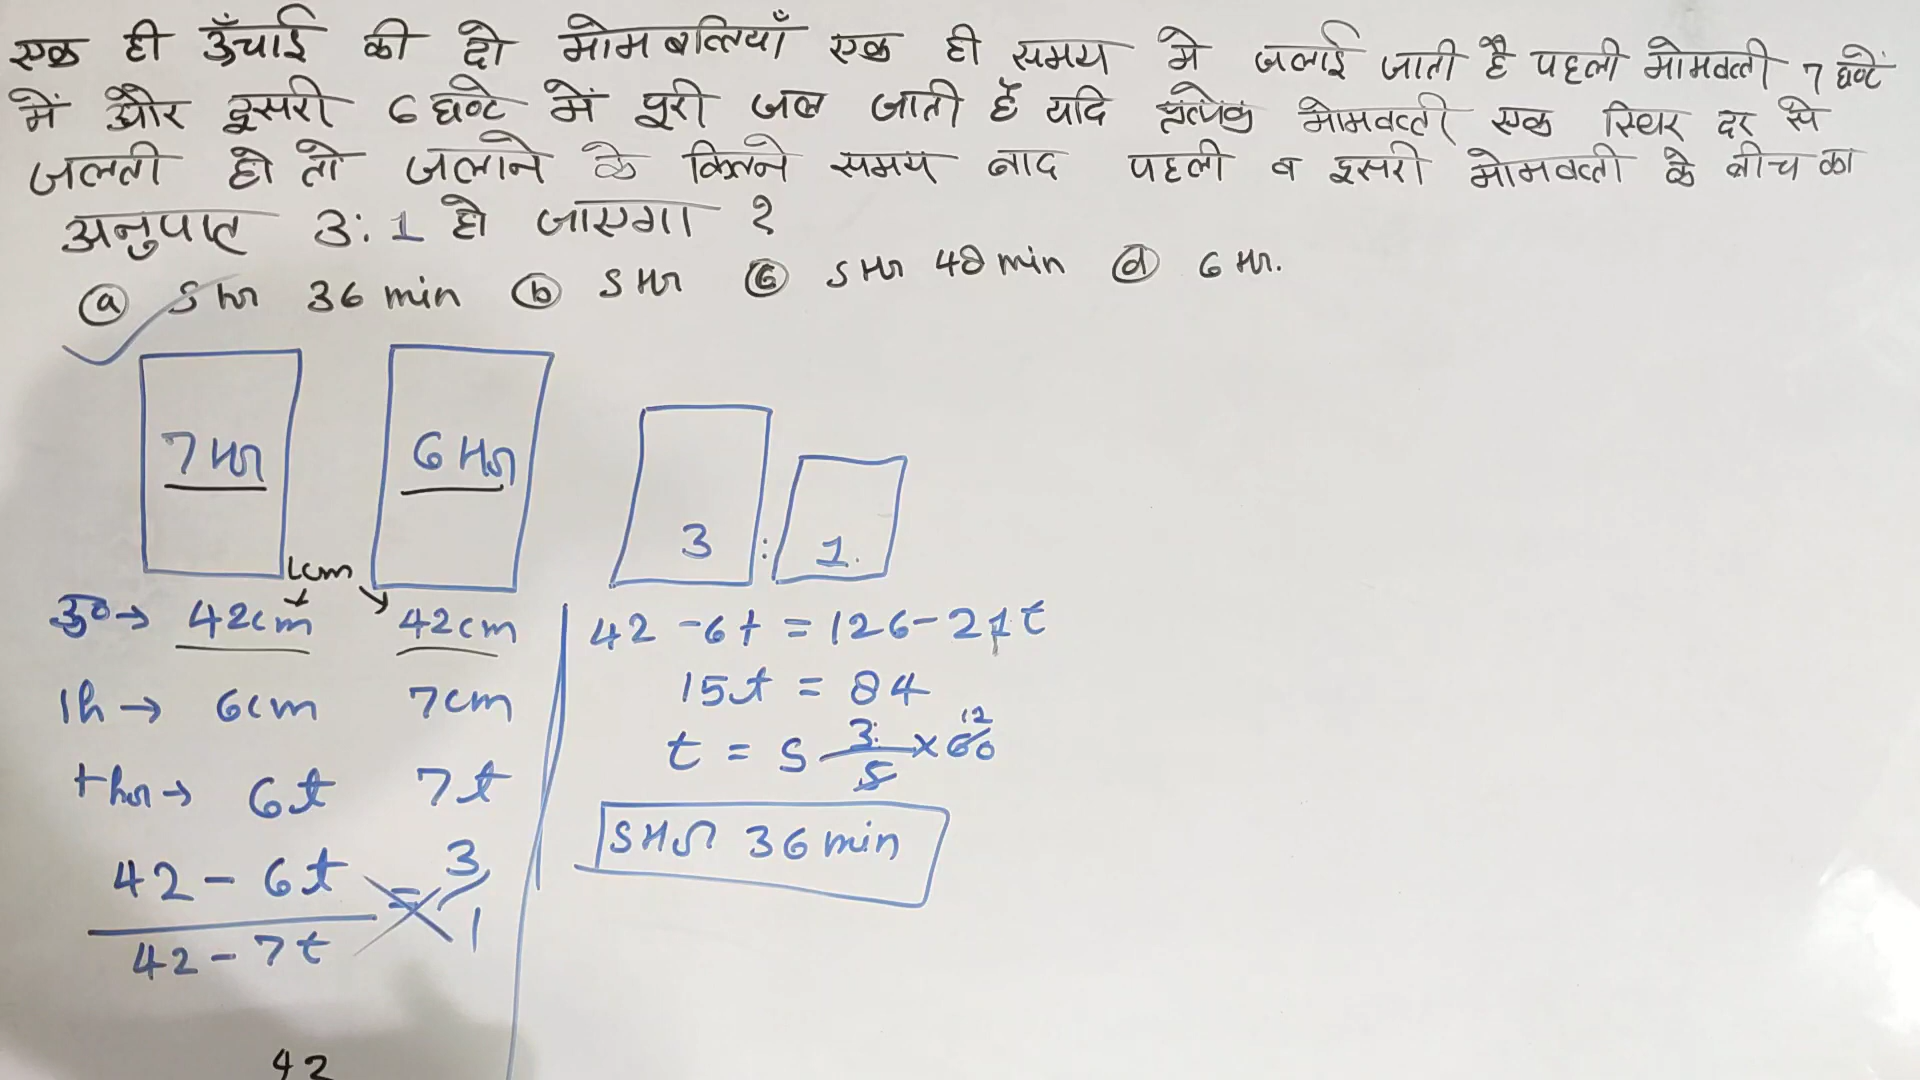 एक ही ऊँचाई की दो मोमबत्तियाँ एक ही समय मे जलाई जाती है पहली मोमबत्ती 7 घण्टे
में और दूसरी 6 घण्टे में पूरी जल जाती हैं यदि प्रत्येक मोमबत्ती एक स्थिर दर से
जलती हो तो जलाने के कितने समय बाद पहली व दूसरी मोमबत्ती के बीच का
अनुपात 3:1 हो जाएगा ?
(a) 5 hr 36 min (b) 5 Hr (c) 5 Hr 48 min (d) 6 Hr.
7 Hr 6 Hr
3 : 1.
1cm
ऊ० → 42cm 42cm
1h → 6cm 7cm
t hr → 6t 7t
42 - 6t = 3
42 - 7t 1
42 - 6t = 126 - 21t
15t = 84
t = 5 3/5 × 60 12
5 Hr 36 min
42